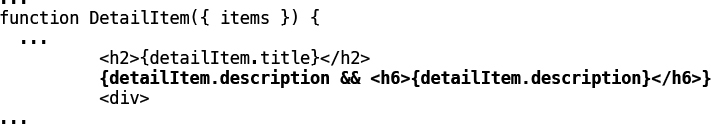 ...
function DetailItem({ items }) {
...
<h2>{detailItem.title}</h2>
{detailItem.description && <h6>{detailItem.description}</h6>}
<div>
...